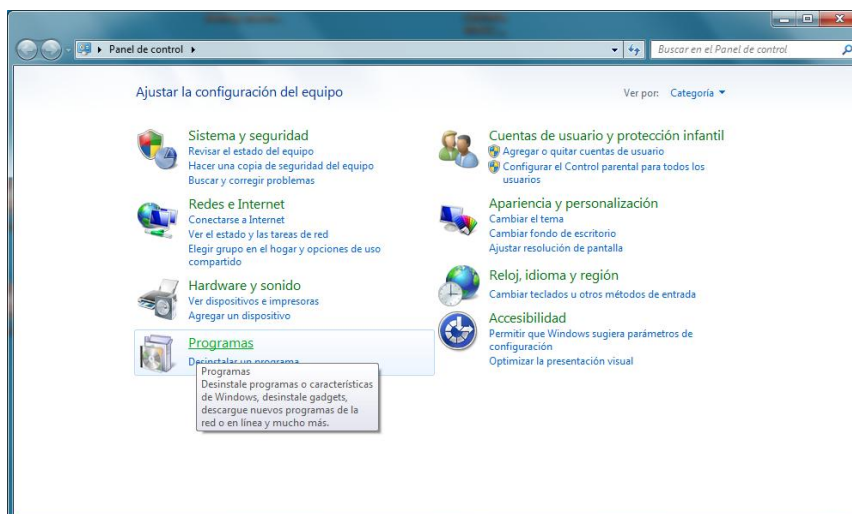 Panel de control
Buscar en el Panel de control
Ajustar la configuración del equipo
Ver por: Categoría
Sistema y seguridad
Revisar el estado del equipo
Hacer una copia de seguridad del equipo
Buscar y corregir problemas
Redes e Internet
Conectarse a Internet
Ver el estado y las tareas de red
Elegir grupo en el hogar y opciones de uso
compartido
Hardware y sonido
Ver dispositivos e impresoras
Agregar un dispositivo
Programas
Desinstalar un programa
Programas
Desinstale programas o características
de Windows, desinstale gadgets,
descargue nuevos programas de la
red o en línea y mucho más.
Cuentas de usuario y protección infantil
Agregar o quitar cuentas de usuario
Configurar el Control parental para todos los
usuarios
Apariencia y personalización
Cambiar el tema
Cambiar fondo de escritorio
Ajustar resolución de pantalla
Reloj, idioma y región
Cambiar teclados u otros métodos de entrada
Accesibilidad
Permitir que Windows sugiera parámetros de
configuración
Optimizar la presentación visual